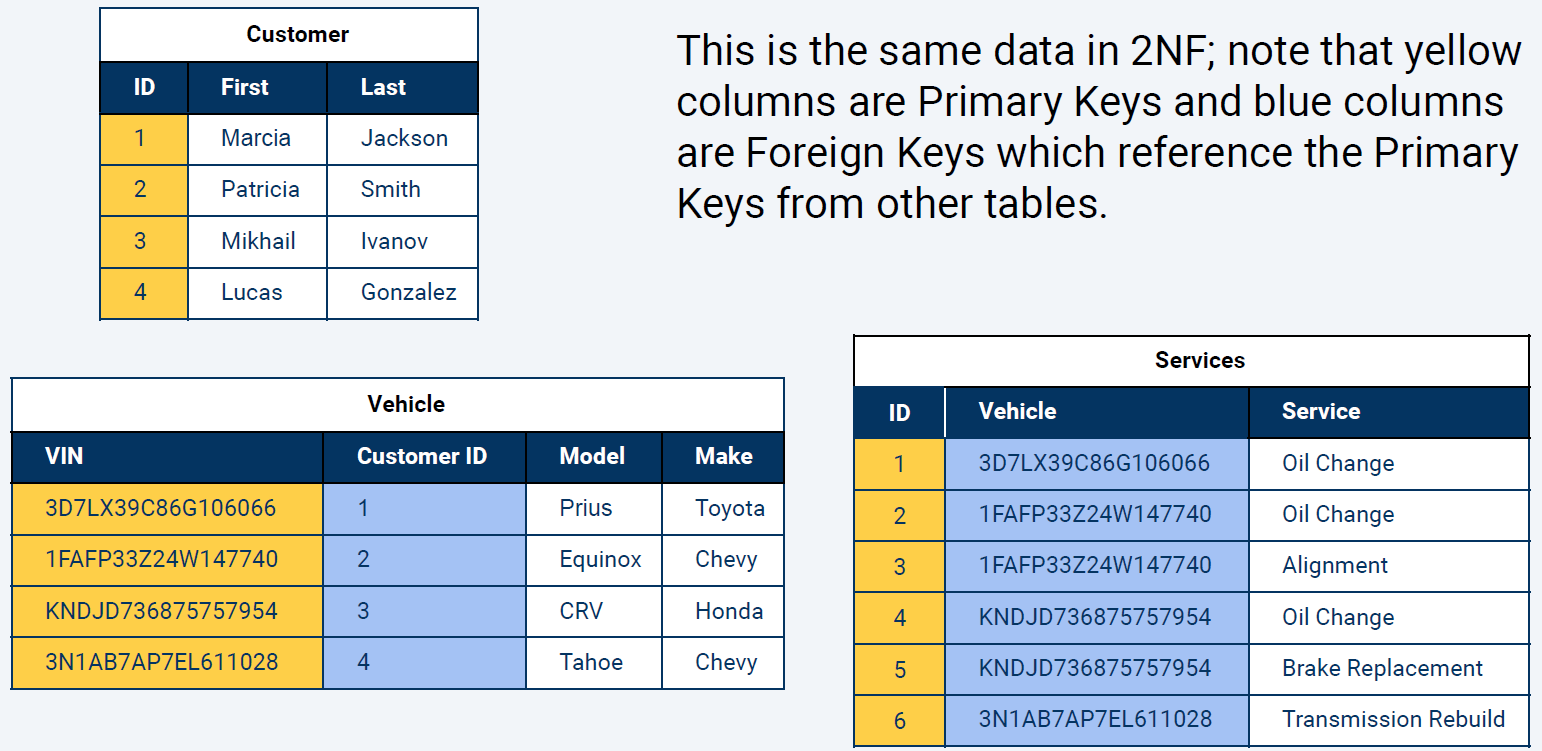 Customer
ID First Last
1 Marcia Jackson
2 Patricia Smith
3 Mikhail Ivanov
4 Lucas Gonzalez
This is the same data in 2NF; note that yellow
columns are Primary Keys and blue columns
are Foreign Keys which reference the Primary
Keys from other tables.
Vehicle
VIN Customer ID Model Make
3D7LX39C86G106066 1 Prius Toyota
1FAFP33Z24W147740 2 Equinox Chevy
KNDJD736875757954 3 CRV Honda
3N1AB7AP7EL611028 4 Tahoe Chevy
Services
ID Vehicle Service
1 3D7LX39C86G106066 Oil Change
2 1FAFP33Z24W147740 Oil Change
3 1FAFP33Z24W147740 Alignment
4 KNDJD736875757954 Oil Change
5 KNDJD736875757954 Brake Replacement
6 3N1AB7AP7EL611028 Transmission Rebuild